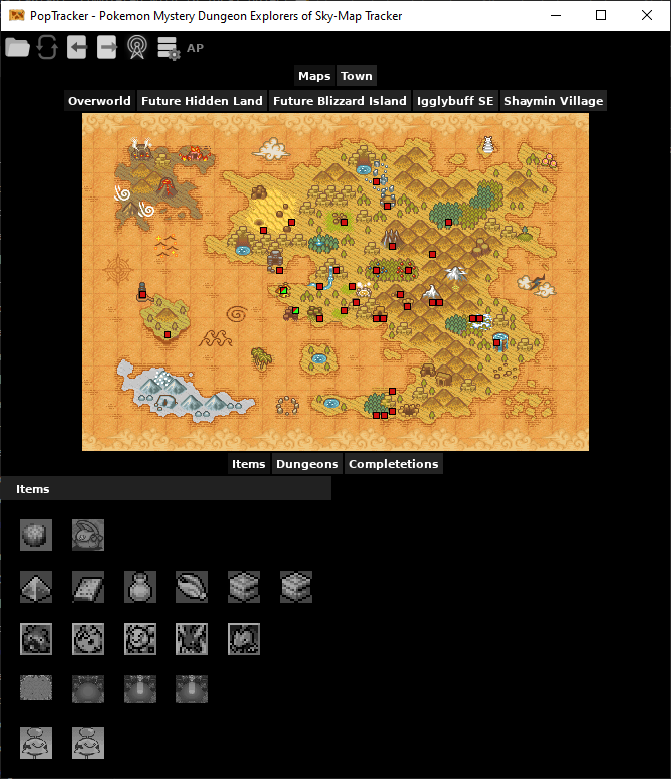 PopTracker - Pokemon Mystery Dungeon Explorers of Sky-Map Tracker
AP
Maps Town
Overworld Future Hidden Land Future Blizzard Island Igglybuff SE Shaymin Village
Items Dungeons Completetions
Items